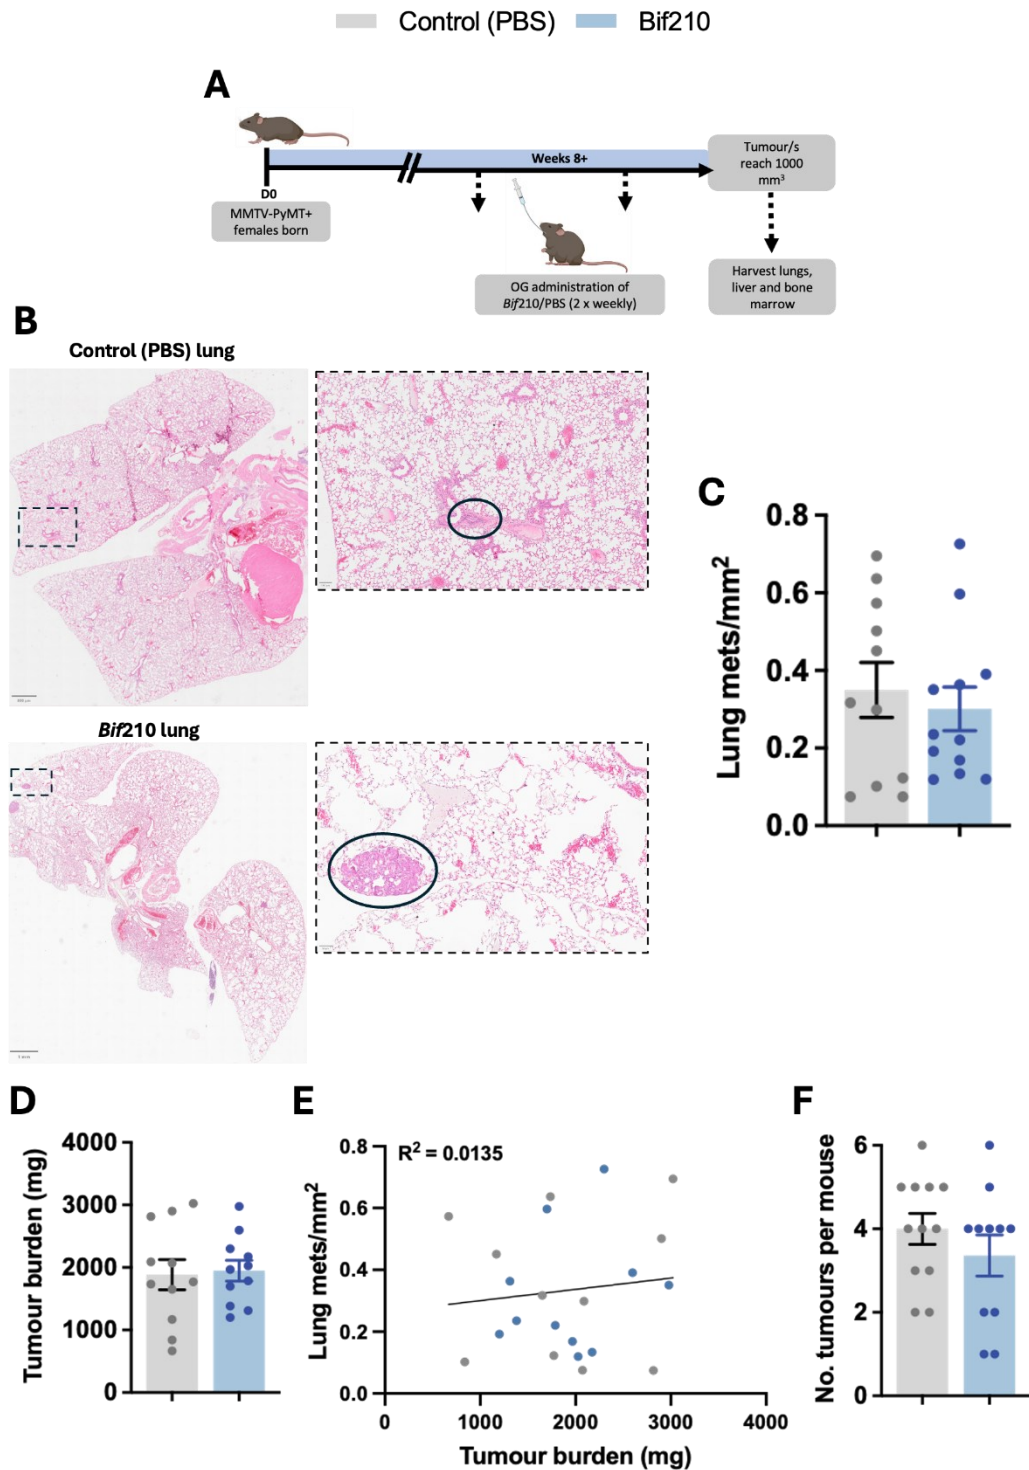 Control (PBS) Bif210
A
Weeks 8+
D0
MMTV-PyMT+
females born
OG administration of
Bif210/PBS (2 x weekly)
Tumour/s
reach 1000
mm³
Harvest lungs,
liver and bone
marrow
B
Control (PBS) lung
Bif210 lung
C
Lung mets/mm²
0.8
0.6
0.4
0.2
0.0
D
Tumour burden (mg)
4000
3000
2000
1000
0
E
R² = 0.0135
Lung mets/mm²
0.8
0.6
0.4
0.2
0.0
0 1000 2000 3000 4000
Tumour burden (mg)
F
No. tumours per mouse
6
4
2
0